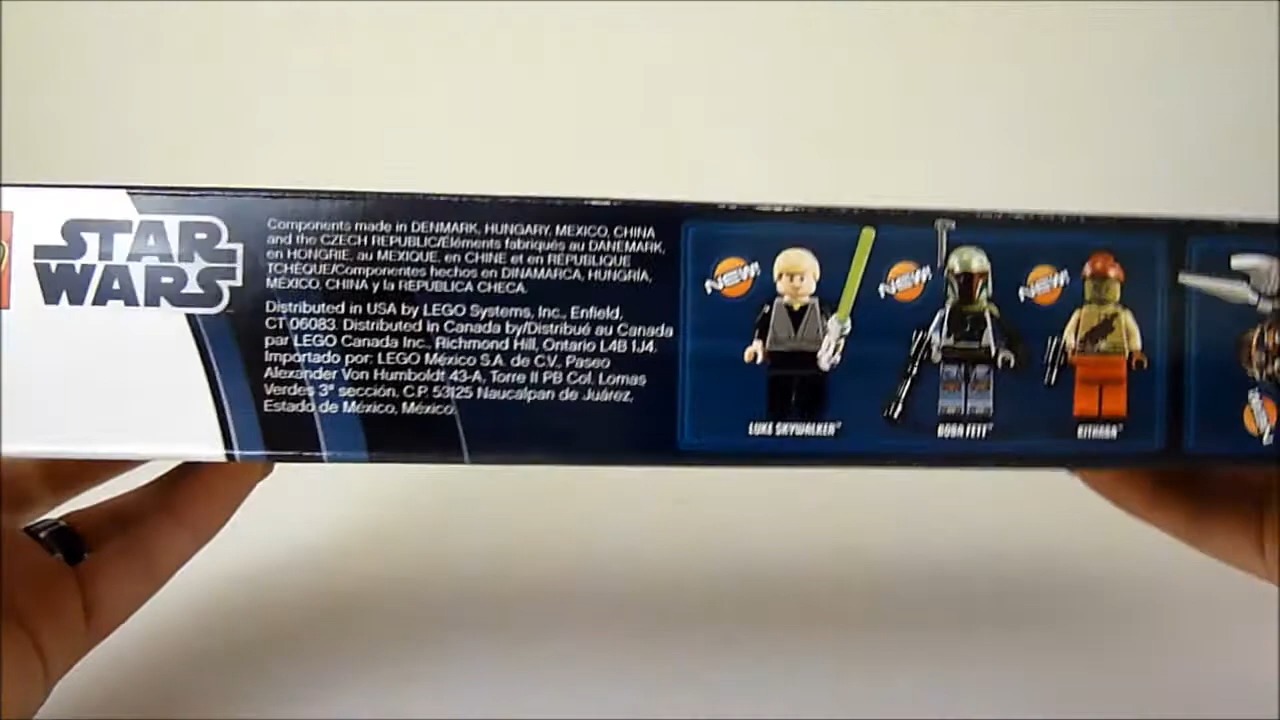 STAR
WARS
Components made in DENMARK, HUNGARY, MEXICO, CHINA
and the CZECH REPUBLIC/Éléments fabriqués au DANEMARK,
en HONGRIE, au MEXIQUE, en CHINE et en RÉPUBLIQUE
TCHÈQUE/Componentes hechos en DINAMARCA, HUNGRÍA,
MÉXICO, CHINA y la REPÚBLICA CHECA.
Distributed in USA by LEGO Systems, Inc., Enfield,
CT 06083. Distributed in Canada by/Distribué au Canada
par LEGO Canada Inc., Richmond Hill, Ontario L4B 1J4.
Importado por: LEGO México S.A. de C.V., Paseo
Alexander Von Humboldt 43-A, Torre II PB Col. Lomas
Verdes 3ª sección, C.P. 53125 Naucalpan de Juárez,
Estado de México, México.
NEW!
NEW!
NEW!
LUKE SKYWALKER™
BOBA FETT™
KITHABA™